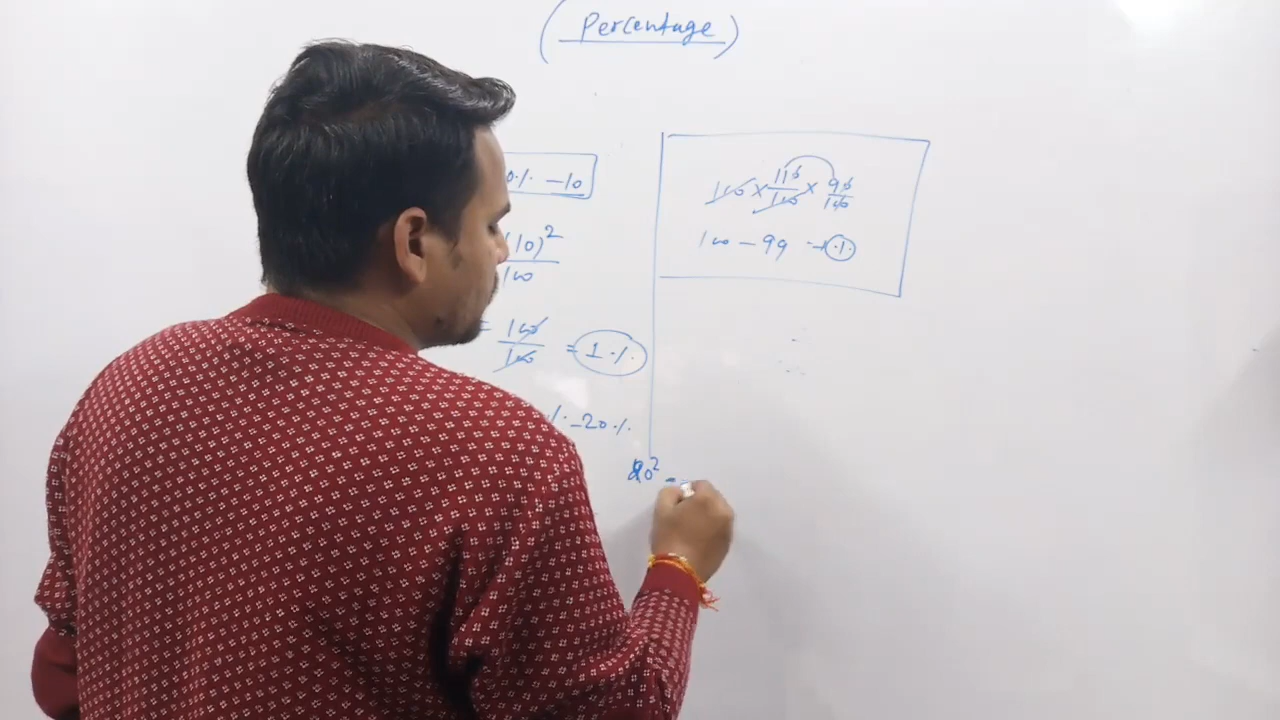 (Percentage)
0% -10
(10)²
100
= 100/100 = 1%
% -20%
20² =
100 × 110/100 × 90/100
100 - 99 → 1